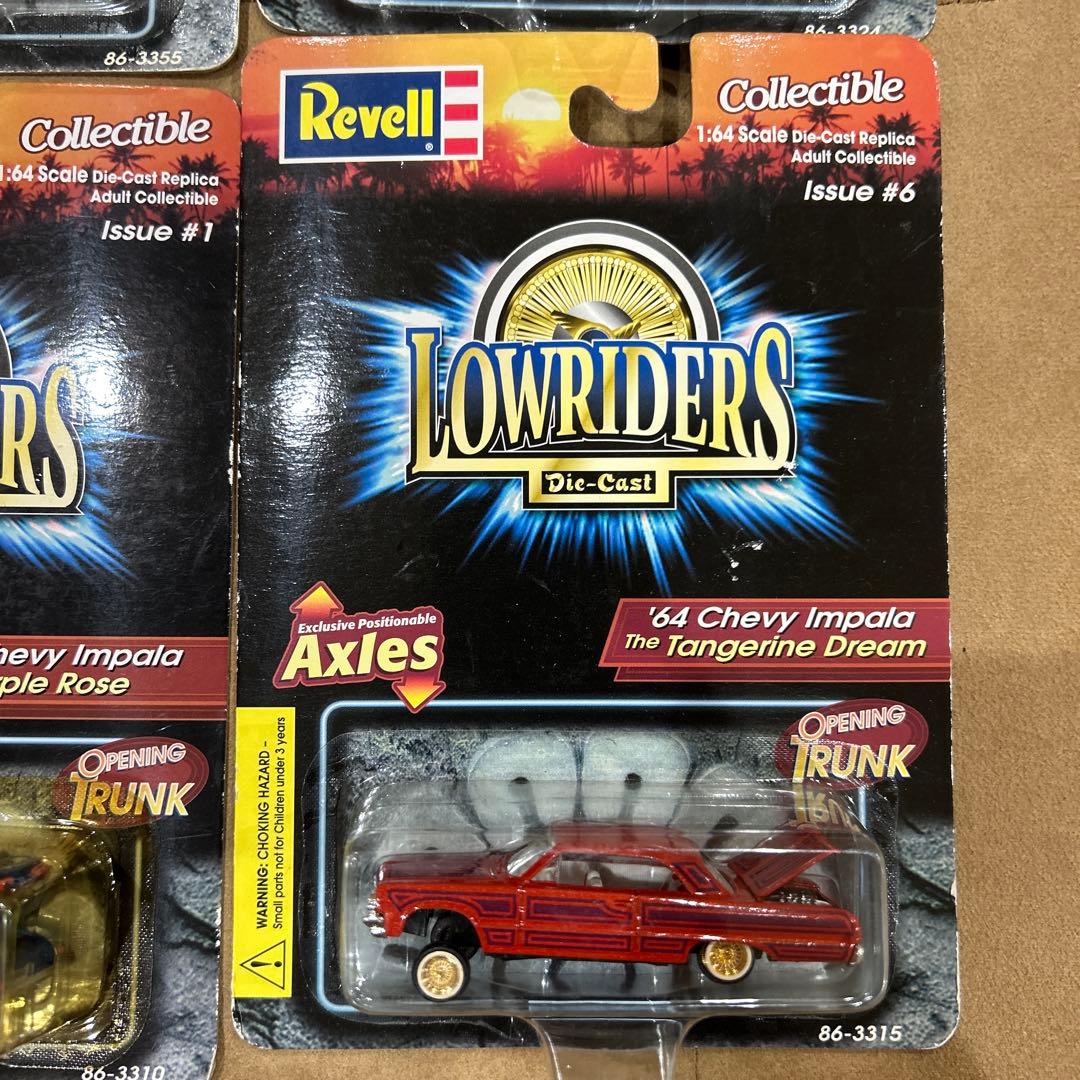 86-3355
86-3324
Collectible
1:64 Scale Die-Cast Replica
Adult Collectible
Issue #1
RS
hevy Impala
rple Rose
OPENING
TRUNK
86-3310
Revell®
Collectible
1:64 Scale Die-Cast Replica
Adult Collectible
Issue #6
LOWRIDERS
Die-Cast
Exclusive Positionable
Axles
'64 Chevy Impala
The Tangerine Dream
OPENING
TRUNK
WARNING: CHOKING HAZARD -
Small parts not for Children under 3 years
86-3315